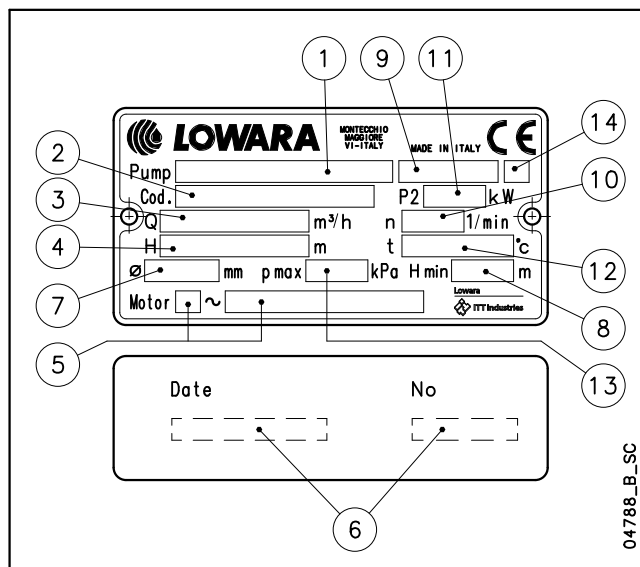 1 9 11
LOWARA MONTECCHIO MAGGIORE VI-ITALY MADE IN ITALY CE 14
2 Pump
Cod. P2 kW 10
3 Q m³/h n 1/min
4 H m t °c
ø mm p max kPa H min m 12
7 Motor ~ Lowara ITT Industries 8
5 13
Date No
6
04788_B_SC